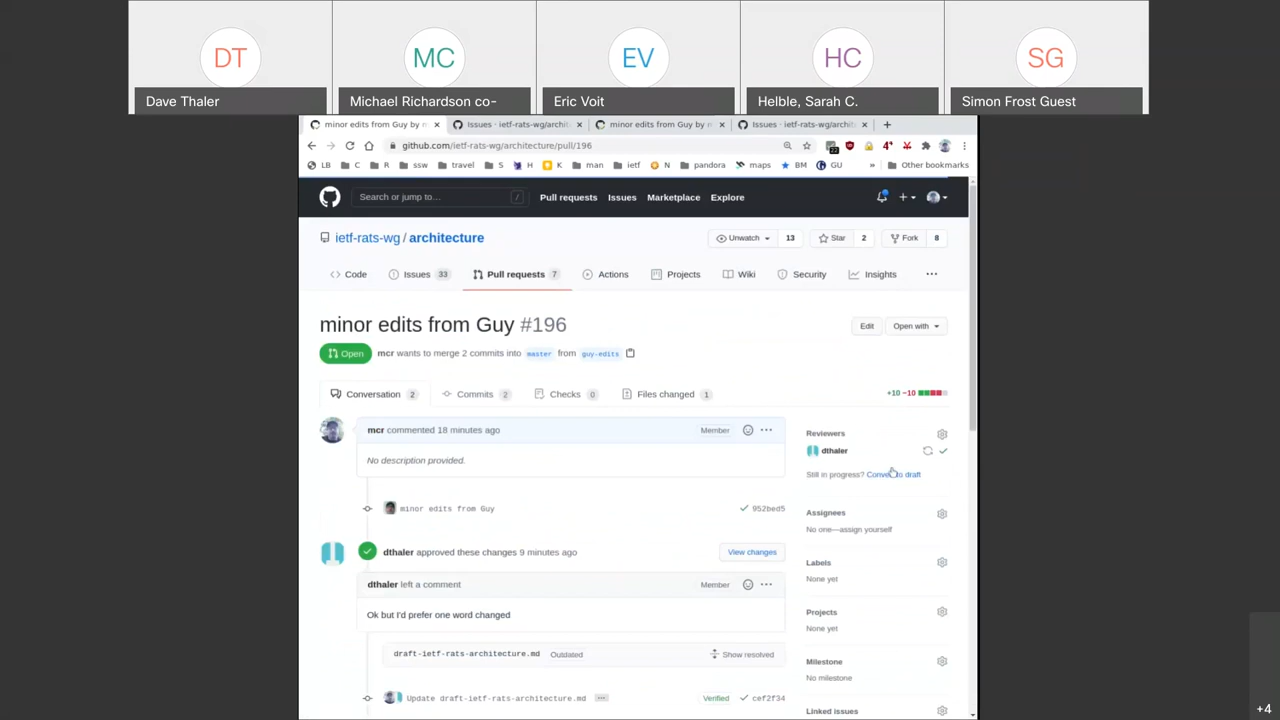 DT MC EV HC SG
Dave Thaler Michael Richardson co- Eric Voit Helble, Sarah C. Simon Frost Guest
minor edits from Guy by m Issues · ietf-rats-wg/archite minor edits from Guy by m Issues · ietf-rats-wg/archite
github.com/ietf-rats-wg/architecture/pull/196
LB C R ssw travel S H K man ietf N pandora maps BM GU » Other bookmarks
Search or jump to... / Pull requests Issues Marketplace Explore
ietf-rats-wg / architecture Unwatch 13 Star 2 Fork 8
Code Issues 33 Pull requests 7 Actions Projects Wiki Security Insights ...
minor edits from Guy #196 Edit Open with
Open mcr wants to merge 2 commits into master from guy-edits
Conversation 2 Commits 2 Checks 0 Files changed 1 +10 −10
mcr commented 18 minutes ago Member ...
No description provided.
minor edits from Guy 952bed5
dthaler approved these changes 9 minutes ago View changes
dthaler left a comment Member ...
Ok but I'd prefer one word changed
draft-ietf-rats-architecture.md Outdated Show resolved
Update draft-ietf-rats-architecture.md ... Verified cef2f34
Reviewers
dthaler
Still in progress? Convert to draft
Assignees
No one—assign yourself
Labels
None yet
Projects
None yet
Milestone
No milestone
Linked issues
+4